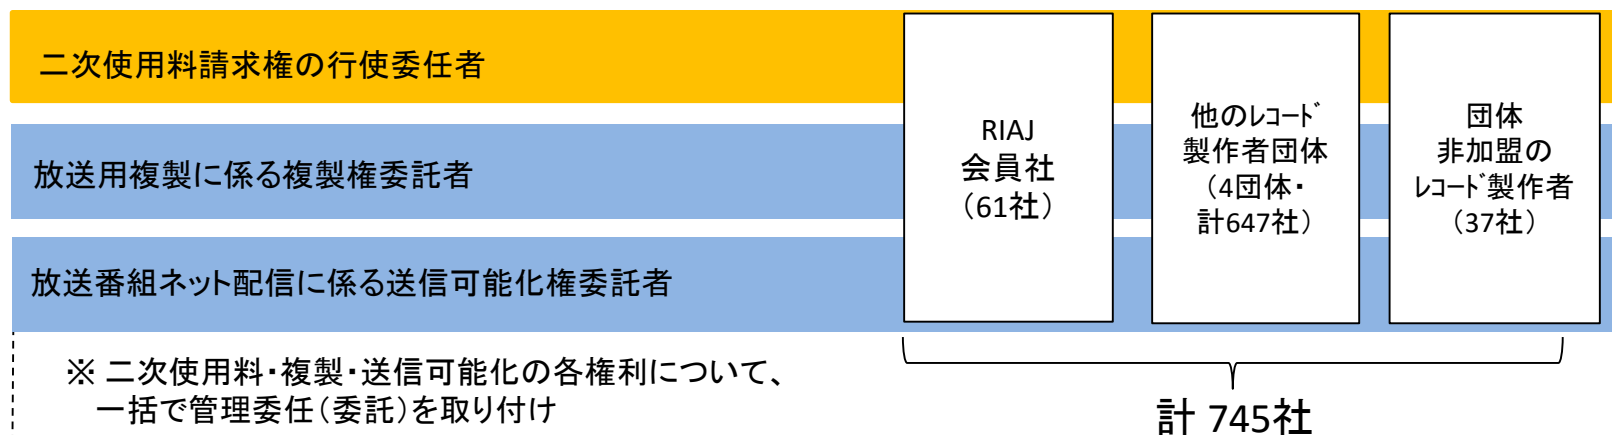 二次使用料請求権の行使委任者
放送用複製に係る複製権委託者
放送番組ネット配信に係る送信可能化権委託者
RIAJ
会員社
（61社）
他のﾚｺｰﾄﾞ
製作者団体
（4団体・
計647社）
団体
非加盟の
ﾚｺｰﾄﾞ製作者
（37社）
※ 二次使用料・複製・送信可能化の各権利について、
一括で管理委任（委託）を取り付け
計 745社